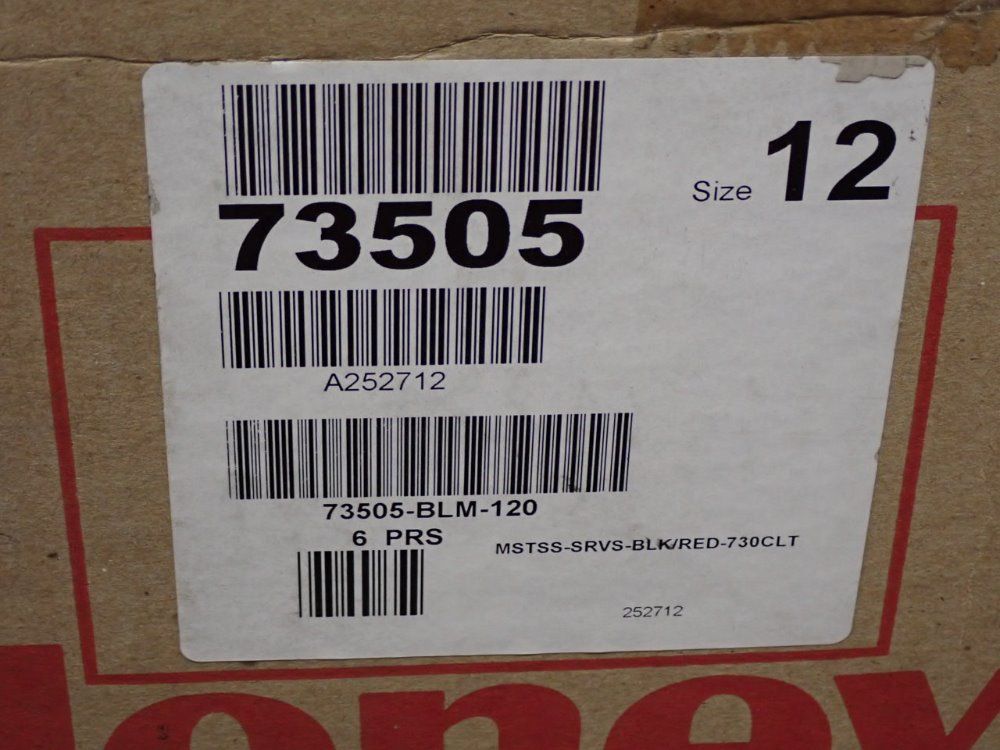 Size 12
73505
A252712
73505-BLM-120
6 PRS
MSTSS-SRVS-BLK/RED-730CLT
252712